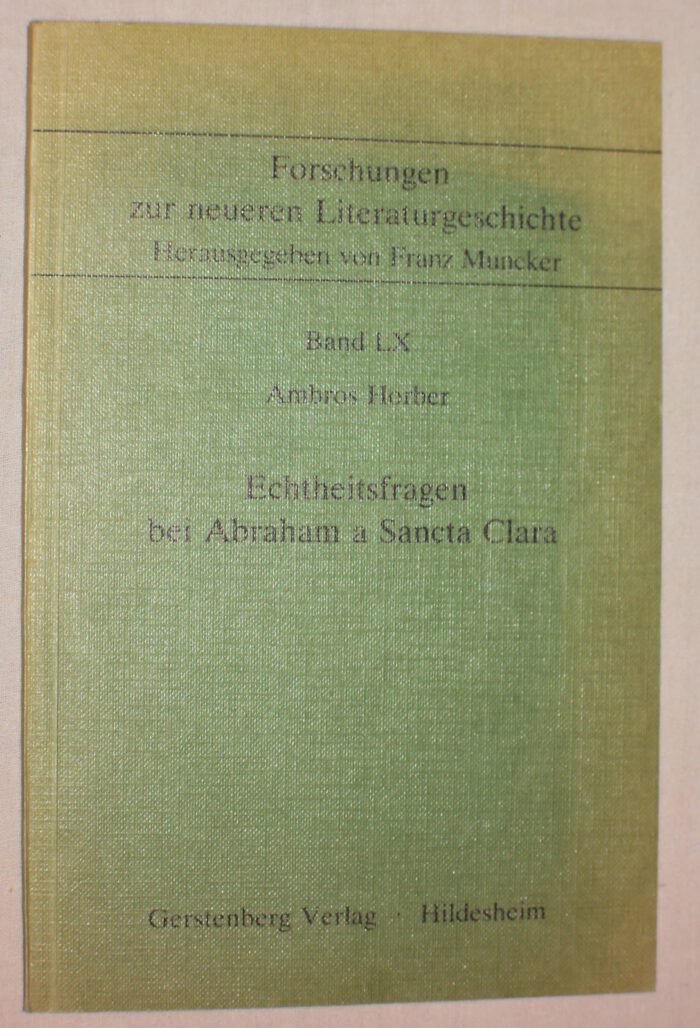 Forschungen
zur neueren Literaturgeschichte
Herausgegeben von Franz Muncker
Band LX
Ambros Horber
Echtheitsfragen
bei Abraham a Sancta Clara
Gerstenberg Verlag · Hildesheim